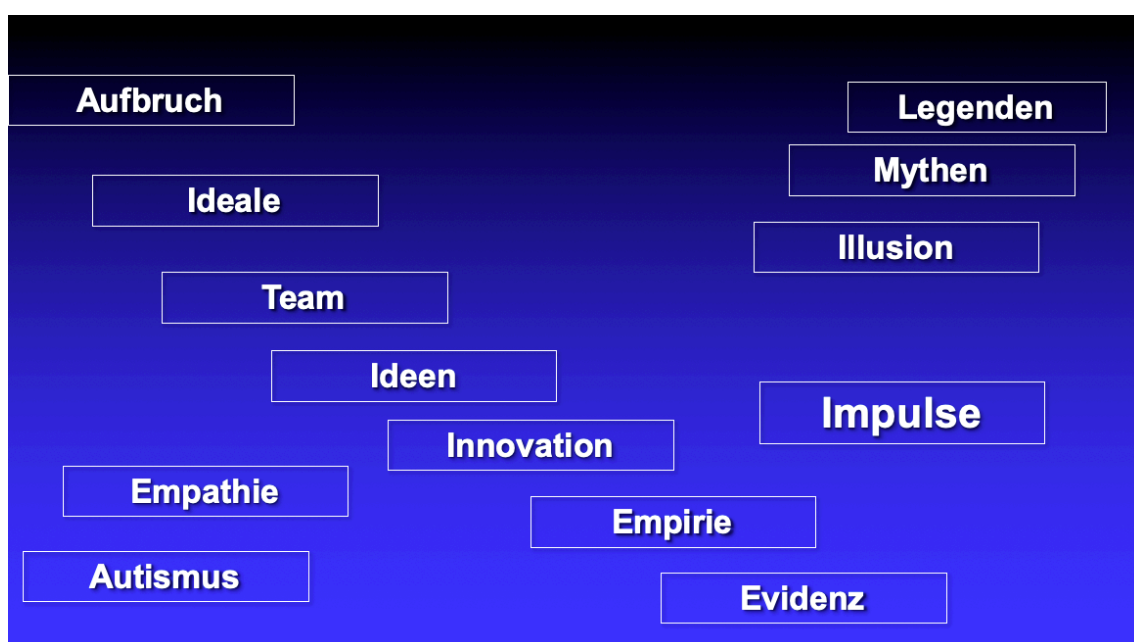 Aufbruch
Legenden
Mythen
Ideale
Illusion
Team
Ideen
Impulse
Innovation
Empathie
Empirie
Autismus
Evidenz